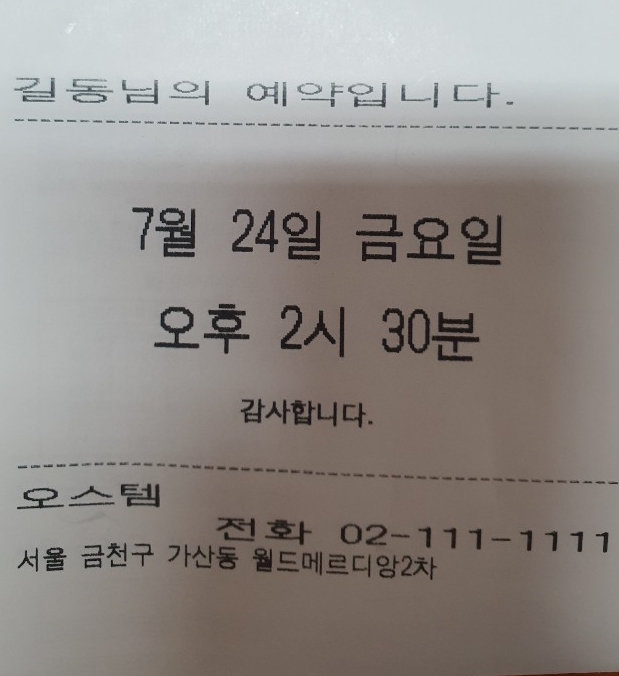 길동님의 예약입니다.
7월 24일 금요일
오후 2시 30분
감사합니다.
오스템
전화 02-111-1111
서울 금천구 가산동 월드메르디앙2차